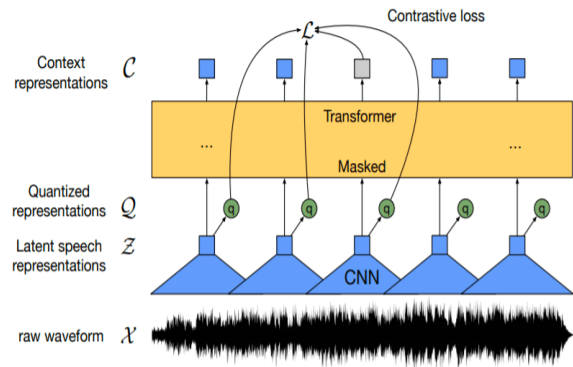 Contrastive loss
ℒ
Context
representations 𝒞
Transformer
... ...
Masked
Quantized
representations 𝒬
q q q q q
Latent speech
representations 𝒵
CNN
raw waveform 𝒳